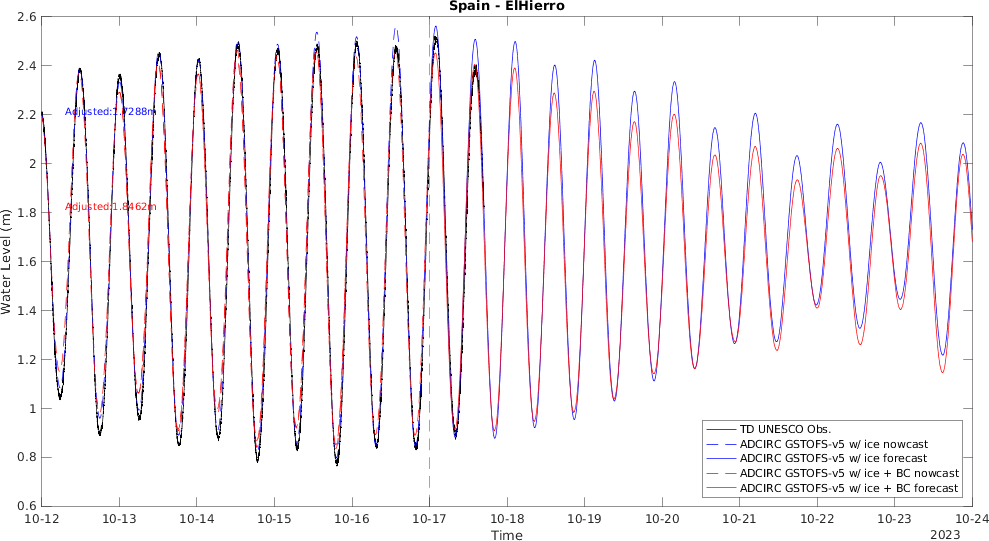 Spain - ElHierro
2.6
2.4
2.2
2
1.8
1.6
1.4
1.2
1
0.8
0.6
Water Level (m)
Adjusted:1.7288m
Adjusted:1.8462m
TD UNESCO Obs.
ADCIRC GSTOFS-v5 w/ ice nowcast
ADCIRC GSTOFS-v5 w/ ice forecast
ADCIRC GSTOFS-v5 w/ ice + BC nowcast
ADCIRC GSTOFS-v5 w/ ice + BC forecast
10-12 10-13 10-14 10-15 10-16 10-17 10-18 10-19 10-20 10-21 10-22 10-23 10-24
Time
2023